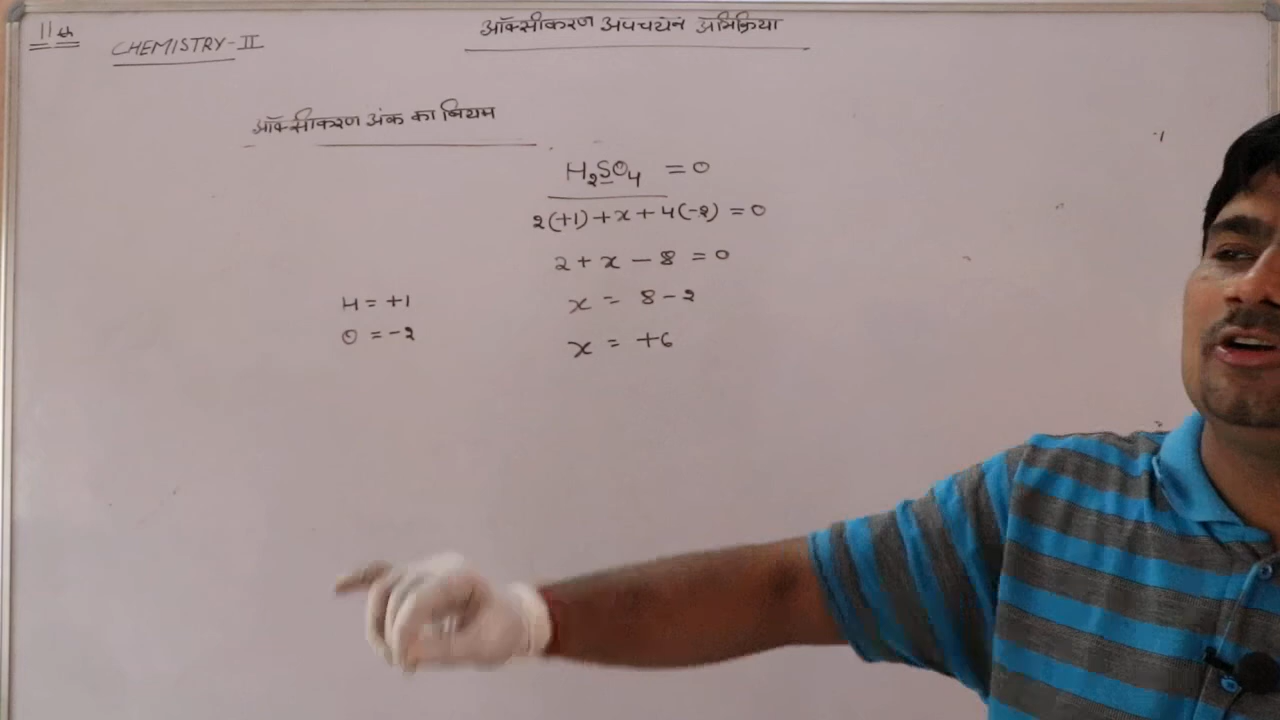 11th
CHEMISTRY-II
ऑक्सीकरण अपचयन अभिक्रिया
ऑक्सीकरण अंक का नियम
H₂SO₄ = 0
2(+1)+x+4(-2) = 0
2 + x - 8 = 0
H = +1
x = 8 - 2
O = -2
x = +6